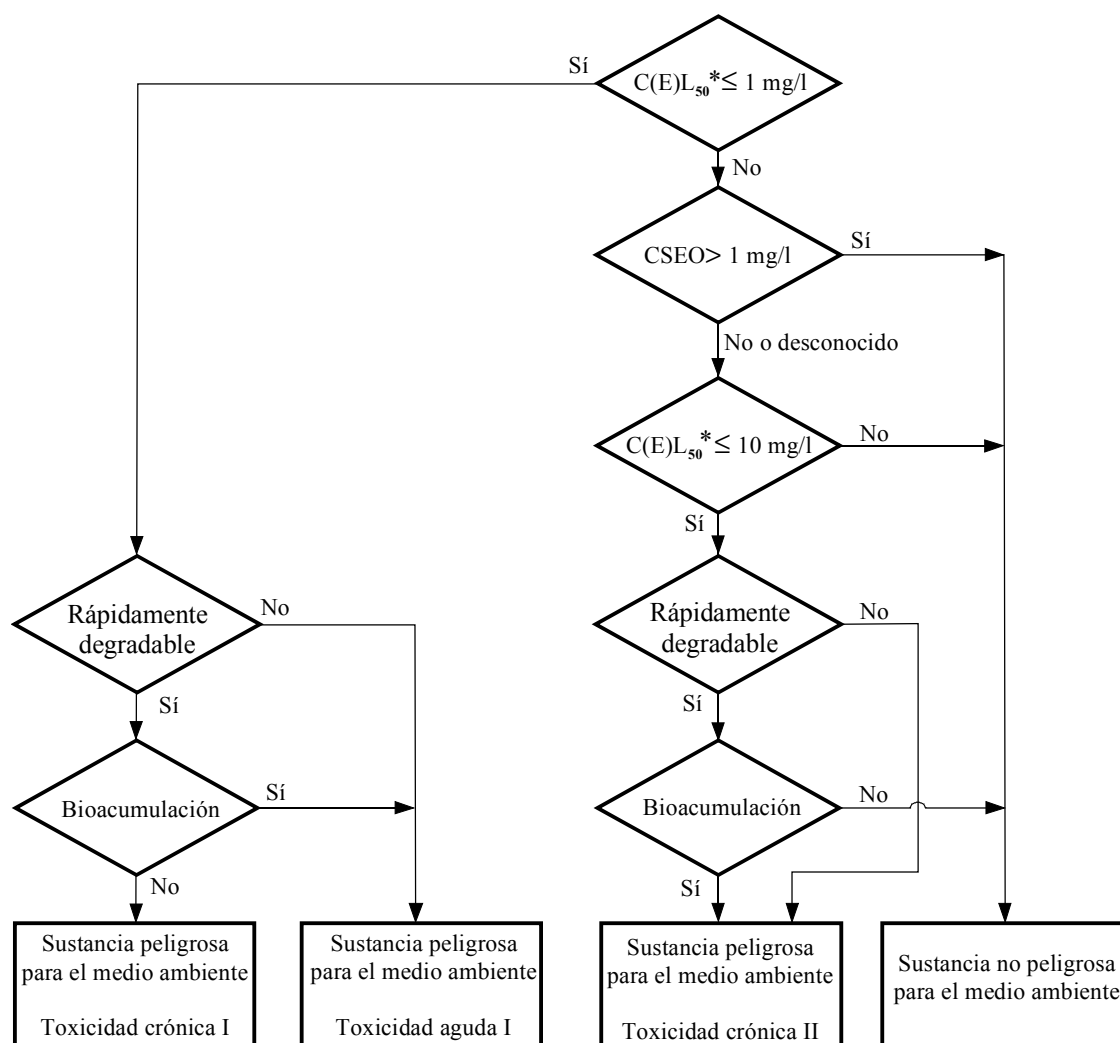 C(E)L₅₀*≤ 1 mg/l
Sí
No
CSEO> 1 mg/l
Sí
No o desconocido
C(E)L₅₀*≤ 10 mg/l
No
Sí
Rápidamente
degradable
No
Sí
Rápidamente
degradable
No
Sí
Bioacumulación
Sí
No
Bioacumulación
No
Sí
Sustancia peligrosa
para el medio ambiente
Toxicidad crónica I
Sustancia peligrosa
para el medio ambiente
Toxicidad aguda I
Sustancia peligrosa
para el medio ambiente
Toxicidad crónica II
Sustancia no peligrosa
para el medio ambiente